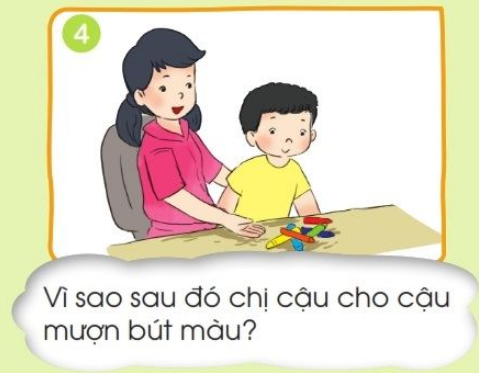 4
Vì sao sau đó chị cậu cho cậu
mượn bút màu?